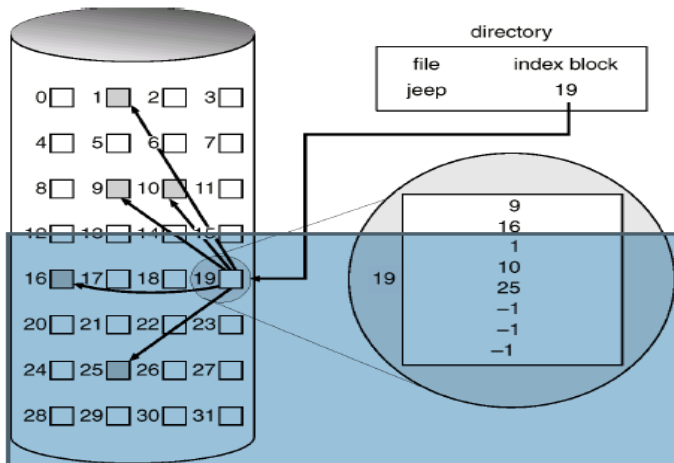 directory
file index block
jeep 19
0 1 2 3
4 5 6 7
8 9 10 11
12 13 14 15
16 17 18 19
20 21 22 23
24 25 26 27
28 29 30 31
19
9
16
1
10
25
–1
–1
–1